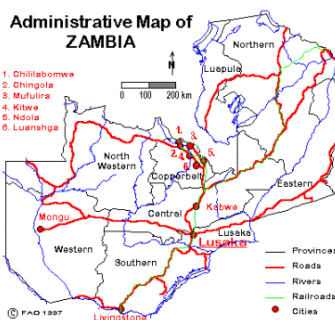 Administrative Map of
ZAMBIA
N
0 100 200 km
1. Chililabomwe
2. Chingola
3. Mufulira
4. Kitwe
5. Ndola
6. Luanshga
Northern
Luapula
1.
3.
2.
4.
5.
6.
North
Western
Copperbelt
Eastern
Central
Kabwe
Mongu
Lusaka
Lusaka
Western
Southern
Livingstone
Provinces
Roads
Rivers
Railroads
Cities
© FAO 1997